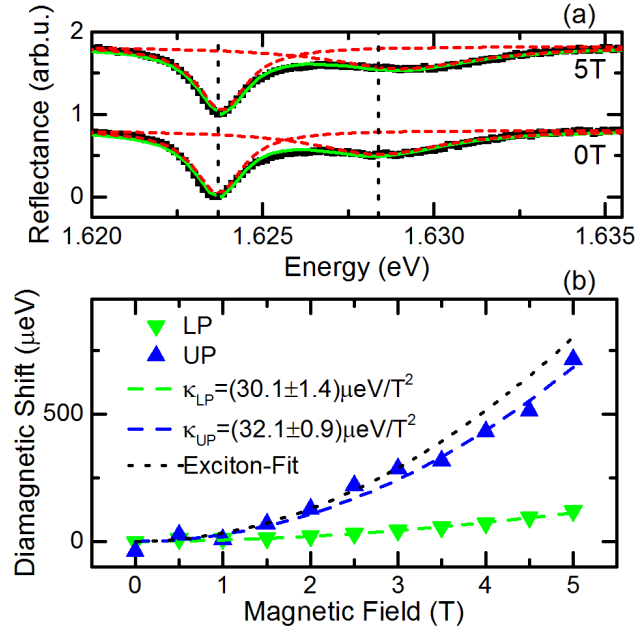 (a)
2
1
0
Reflectance (arb.u.)
5T
0T
1.620 1.625 1.630 1.635
Energy (eV)
(b)
LP
UP
κLP=(30.1±1.4)μeV/T²
κUP=(32.1±0.9)μeV/T²
Exciton-Fit
500
0
Diamagnetic Shift (μeV)
0 1 2 3 4 5
Magnetic Field (T)